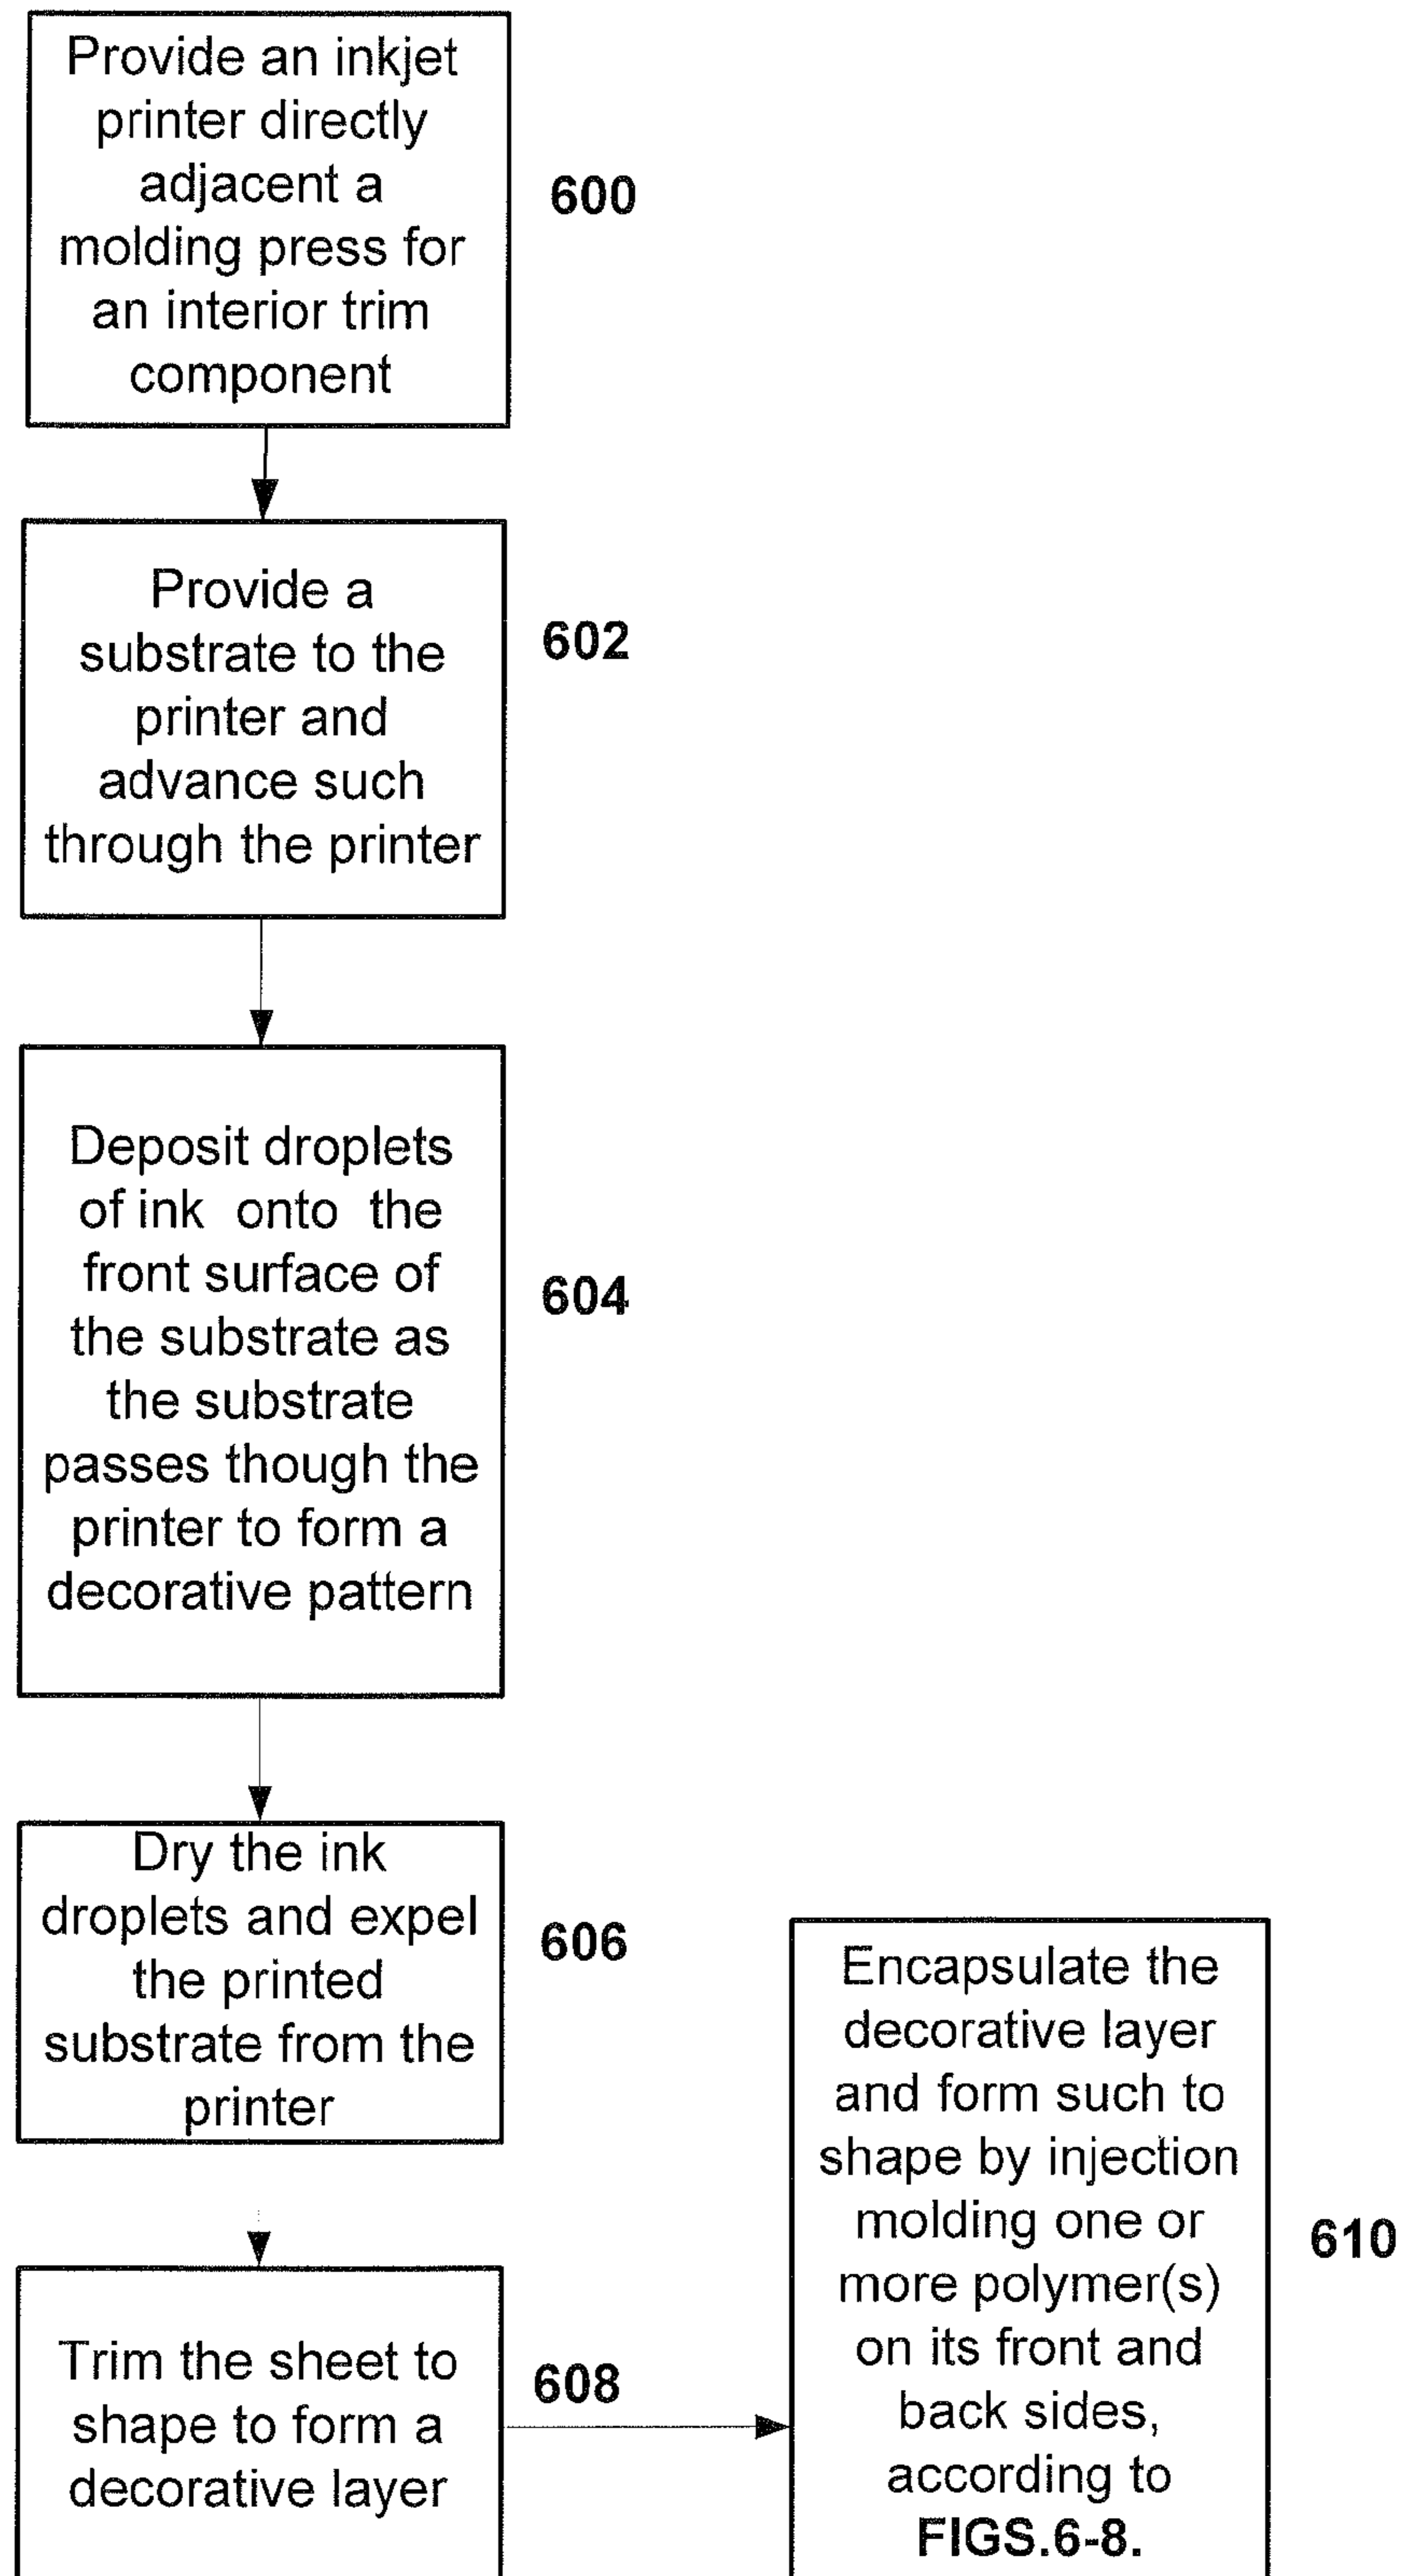 Provide an inkjet
printer directly
adjacent a
molding press for
an interior trim
component
600
Provide a
substrate to the
printer and
advance such
through the printer
602
Deposit droplets
of ink onto the
front surface of
the substrate as
the substrate
passes though the
printer to form a
decorative pattern
604
Dry the ink
droplets and expel
the printed
substrate from the
printer
606
Trim the sheet to
shape to form a
decorative layer
608
Encapsulate the
decorative layer
and form such to
shape by injection
molding one or
more polymer(s)
on its front and
back sides,
according to
FIGS.6-8.
610